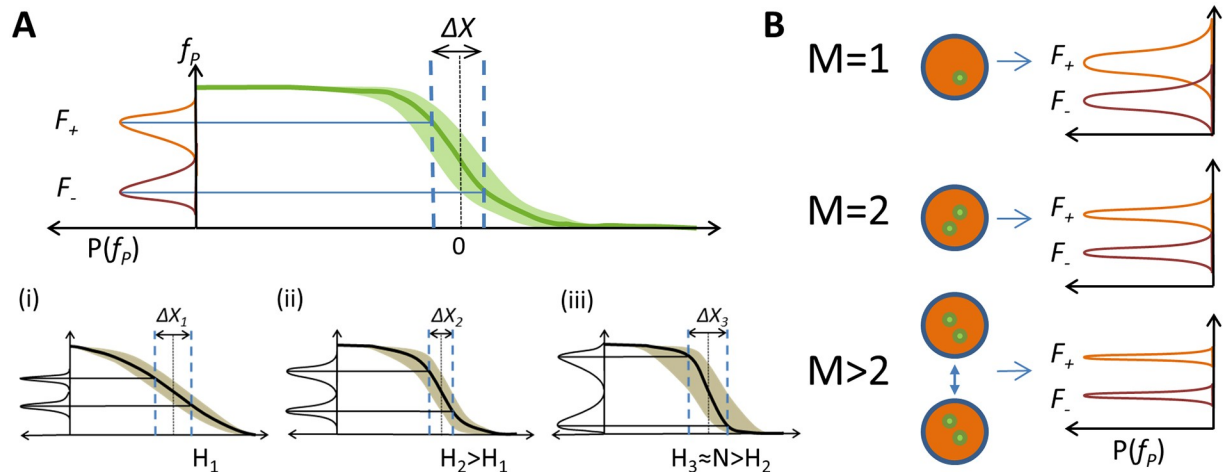 A
f_P
ΔX
F_+
F_-
P(f_P)
0
(i)
ΔX_1
H_1
(ii)
ΔX_2
H_2>H_1
(iii)
ΔX_3
H_3≈N>H_2
B
M=1
F_+
F_-
M=2
F_+
F_-
M>2
F_+
F_-
P(f_P)